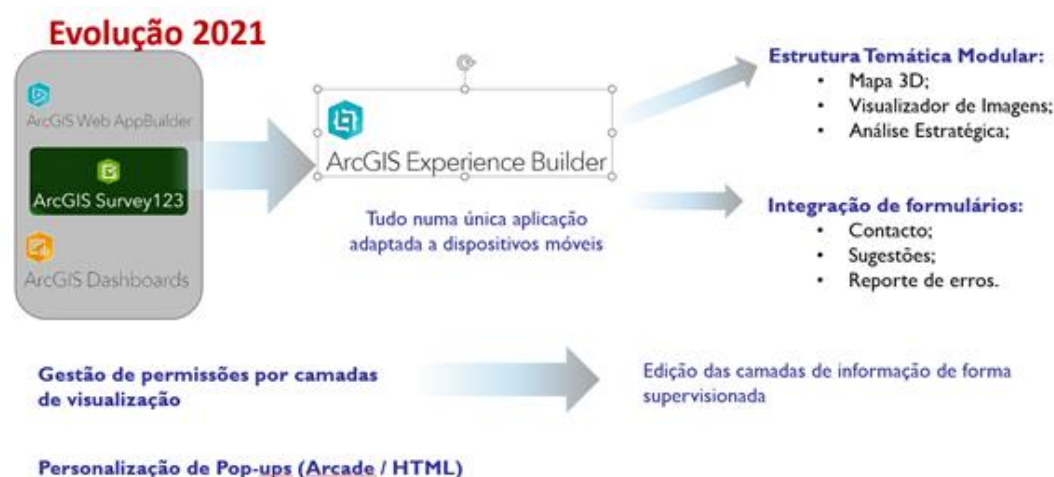 Evolução 2021
ArcGIS Web AppBuilder
ArcGIS Survey123
ArcGIS Dashboards
ArcGIS Experience Builder
Tudo numa única aplicação
adaptada a dispositivos móveis
Estrutura Temática Modular:
• Mapa 3D;
• Visualizador de Imagens;
• Análise Estratégica;
Integração de formulários:
• Contacto;
• Sugestões;
• Reporte de erros.
Gestão de permissões por camadas
de visualização
Edição das camadas de informação de forma
supervisionada
Personalização de Pop-ups (Arcade / HTML)